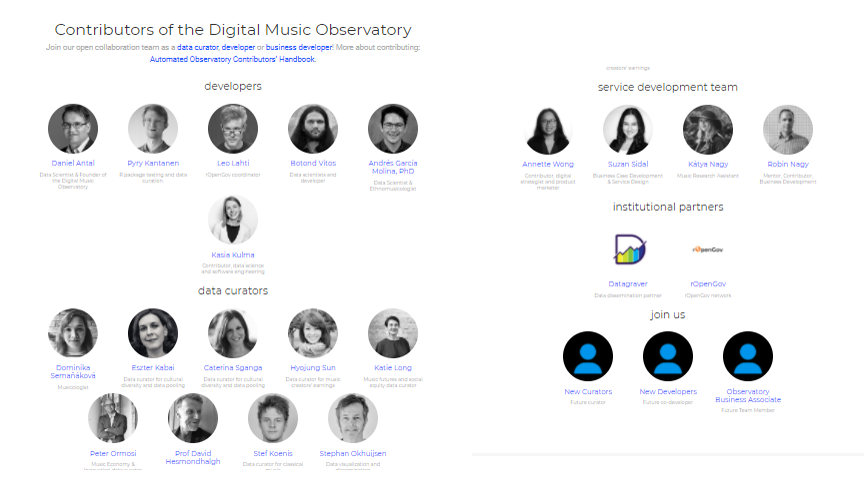 Contributors of the Digital Music Observatory
Join our open collaboration team as a data curator, developer or business developer! More about contributing:
Automated Observatory Contributors' Handbook.
developers
Daniel Antal
Data Scientist & Founder of
the Digital Music
Observatory
Pyry Kantanen
R package testing and data
curation
Leo Lahti
rOpenGov coordinator
Botond Vitos
Data scientists and
developer
Andrés García
Molina, PhD
Data Scientist &
Ethnomusicologist
Kasia Kulma
Contributor, data science
and software engineering
data curators
Dominika
Semaňáková
Musicologist
Eszter Kabai
Data curator for cultural
diversity and data pooling
Caterina Sganga
Data curator for cultural
diversity and data pooling
Hyojung Sun
Data curator for music
creators' earnings
Katie Long
Music futures and social
equity data curator
Peter Ormosi
Music Economy &
Prof David
Hesmondhalgh
Stef Koenis
Data curator for classical
Stephan Okhuijsen
Data visualization and
creators' earnings
service development team
Annette Wong
Contributor, digital
strategist and product
marketer
Suzan Sidal
Business Case Development
& Service Design
Kátya Nagy
Music Research Assistant
Robin Nagy
Mentor, Contributor,
Business Development
institutional partners
Datagraver
Data dissemination partner
rOpenGov
rOpenGov
rOpenGov network
join us
New Curators
Future curator
New Developers
Future co-developer
Observatory
Business Associate
Future Team Member